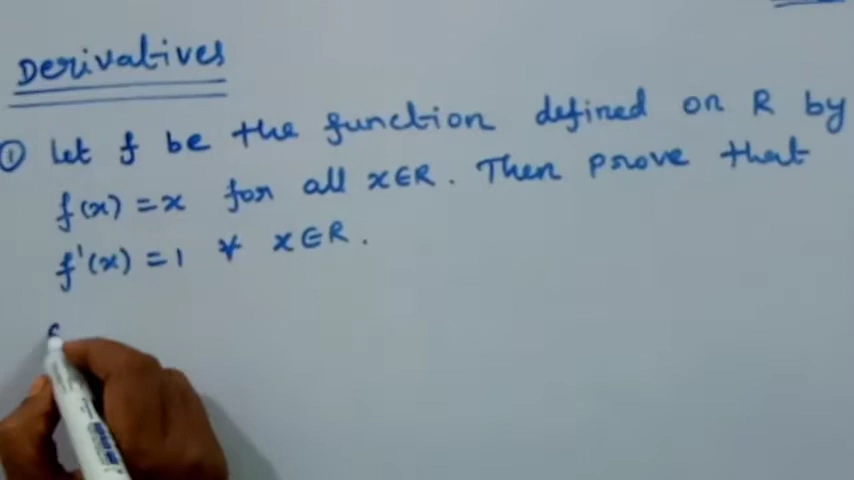 Derivatives
① Let f be the function defined on R by
f(x) = x for all x∈R. Then prove that
f'(x) = 1 ∀ x∈R.